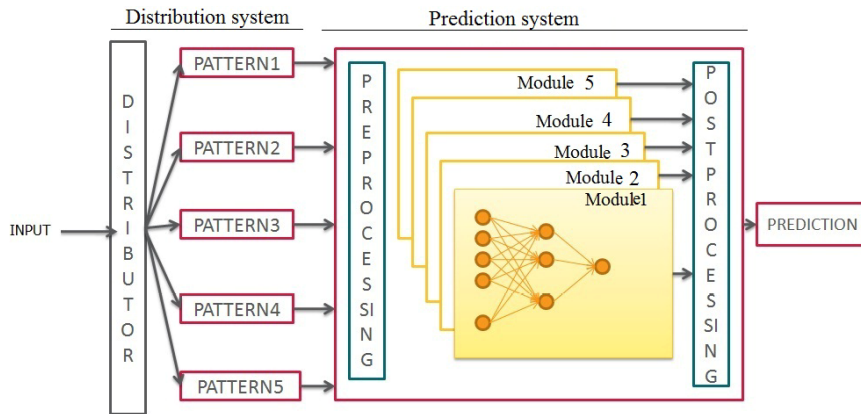 Distribution system
Prediction system
INPUT
DISTRIBUTOR
PATTERN1
PATTERN2
PATTERN3
PATTERN4
PATTERN5
PREPROCESSING
Module 5
Module 4
Module 3
Module 2
Module1
POSTPROCESSING
PREDICTION